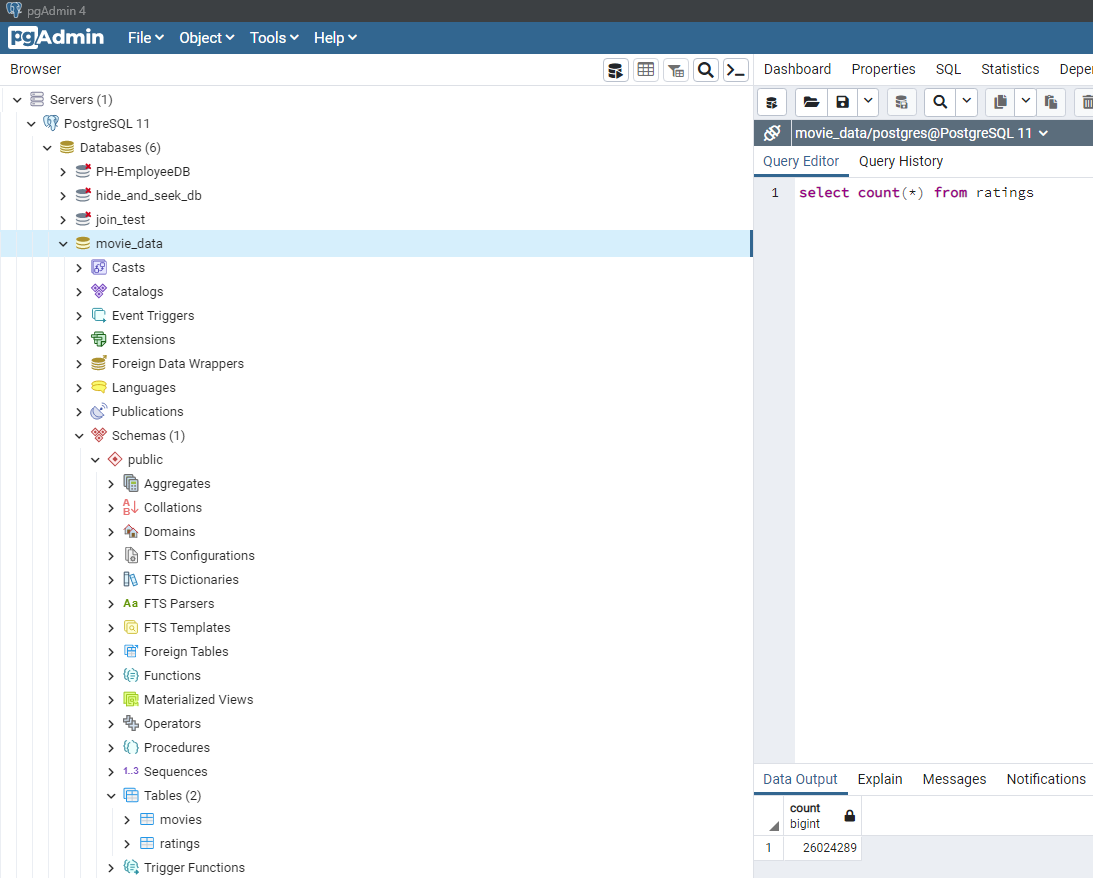 pgAdmin 4
pgAdmin File Object Tools Help
Browser
Servers (1)
PostgreSQL 11
Databases (6)
PH-EmployeeDB
hide_and_seek_db
join_test
movie_data
Casts
Catalogs
Event Triggers
Extensions
Foreign Data Wrappers
Languages
Publications
Schemas (1)
public
Aggregates
Collations
Domains
FTS Configurations
FTS Dictionaries
Aa FTS Parsers
FTS Templates
Foreign Tables
Functions
Materialized Views
Operators
Procedures
1..3 Sequences
Tables (2)
movies
ratings
Trigger Functions
Dashboard Properties SQL Statistics Depe
movie_data/postgres@PostgreSQL 11
Query Editor Query History
1 select count(*) from ratings
Data Output Explain Messages Notifications
count
bigint
1 26024289